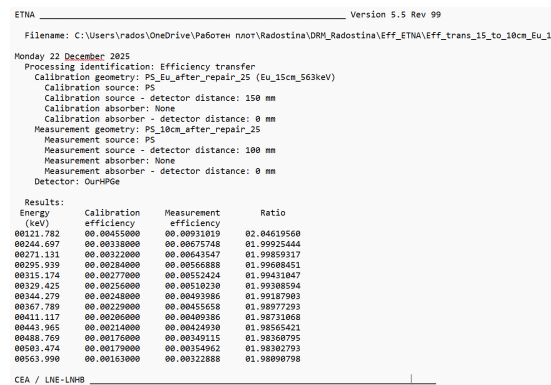 ETNA ______________________________________________ Version 5.5 Rev 99
Filename: C:\Users\rados\OneDrive\Работен плот\Radostina\DRM_Radostina\Eff_ETNA\Eff_trans_15_to_10cm_Eu_1
Monday 22 December 2025
Processing identification: Efficiency transfer
Calibration geometry: PS_Eu_after_repair_25 (Eu_15cm_563keV)
Calibration source: PS
Calibration source - detector distance: 150 mm
Calibration absorber: None
Calibration absorber - detector distance: 0 mm
Measurement geometry: PS_10cm_after_repair_25
Measurement source: PS
Measurement source - detector distance: 100 mm
Measurement absorber: None
Measurement absorber - detector distance: 0 mm
Detector: OurHPGe
Results:
Energy Calibration Measurement Ratio
(keV) efficiency efficiency
00121.782 00.00455000 00.00931019 02.04619560
00244.697 00.00338000 00.00675748 01.99925444
00271.131 00.00322000 00.00643547 01.99859317
00295.939 00.00284000 00.00566888 01.99608451
00315.174 00.00277000 00.00552424 01.99431047
00329.425 00.00256000 00.00510230 01.99308594
00344.279 00.00248000 00.00493986 01.99187903
00367.789 00.00229000 00.00455658 01.98977293
00411.117 00.00206000 00.00409386 01.98731068
00443.965 00.00214000 00.00424930 01.98565421
00488.769 00.00176000 00.00349115 01.98360795
00503.474 00.00179000 00.00354962 01.98302793
00563.990 00.00163000 00.00322888 01.98090798
CEA / LNE-LNHB ______________________________________________